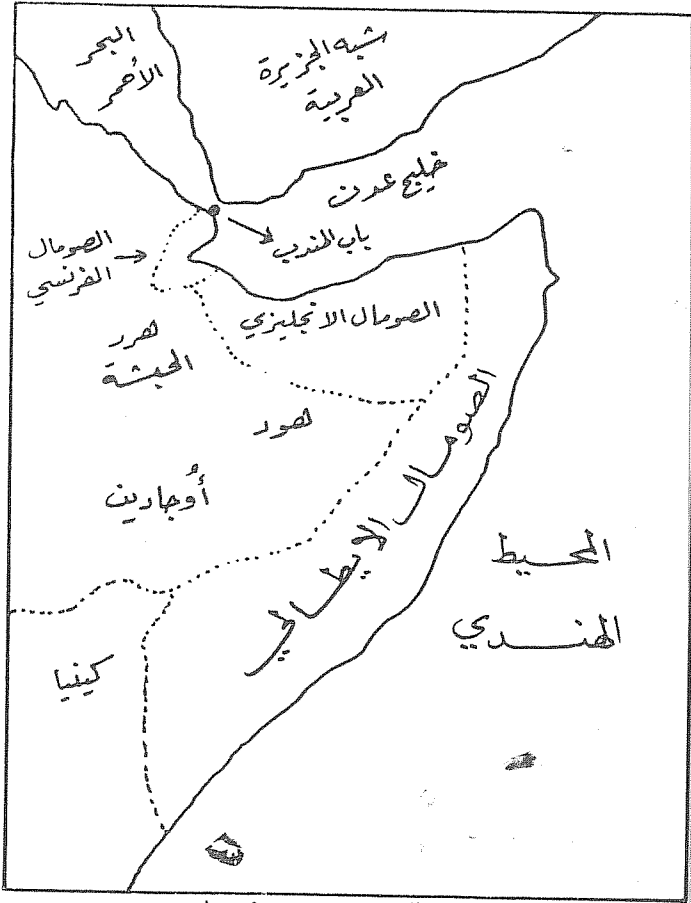 البحر
الأحمر
شبه الجزيرة
العربية
خليج عدن
باب المندب
الصومال
الفرنسي
الصومال الانجليزي
هرر
الحبشة
هود
أوجادين
الصومال الايطالي
المحيط
الهندي
كينيا